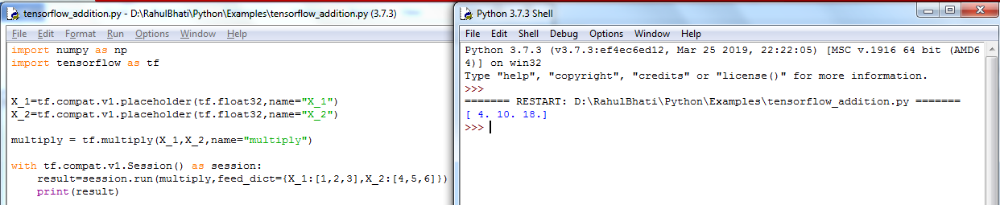 tensorflow_addition.py - D:\RahulBhati\Python\Examples\tensorflow_addition.py (3.7.3)
File Edit Format Run Options Window Help
import numpy as np
import tensorflow as tf
X_1=tf.compat.v1.placeholder(tf.float32,name="X_1")
X_2=tf.compat.v1.placeholder(tf.float32,name="X_2")
multiply = tf.multiply(X_1,X_2,name="multiply")
with tf.compat.v1.Session() as session:
    result=session.run(multiply,feed_dict={X_1:[1,2,3],X_2:[4,5,6]})
    print(result)
Python 3.7.3 Shell
File Edit Shell Debug Options Window Help
Python 3.7.3 (v3.7.3:ef4ec6ed12, Mar 25 2019, 22:22:05) [MSC v.1916 64 bit (AMD6
4)] on win32
Type "help", "copyright", "credits" or "license()" for more information.
>>>
======= RESTART: D:\RahulBhati\Python\Examples\tensorflow_addition.py =======
[ 4. 10. 18.]
>>>